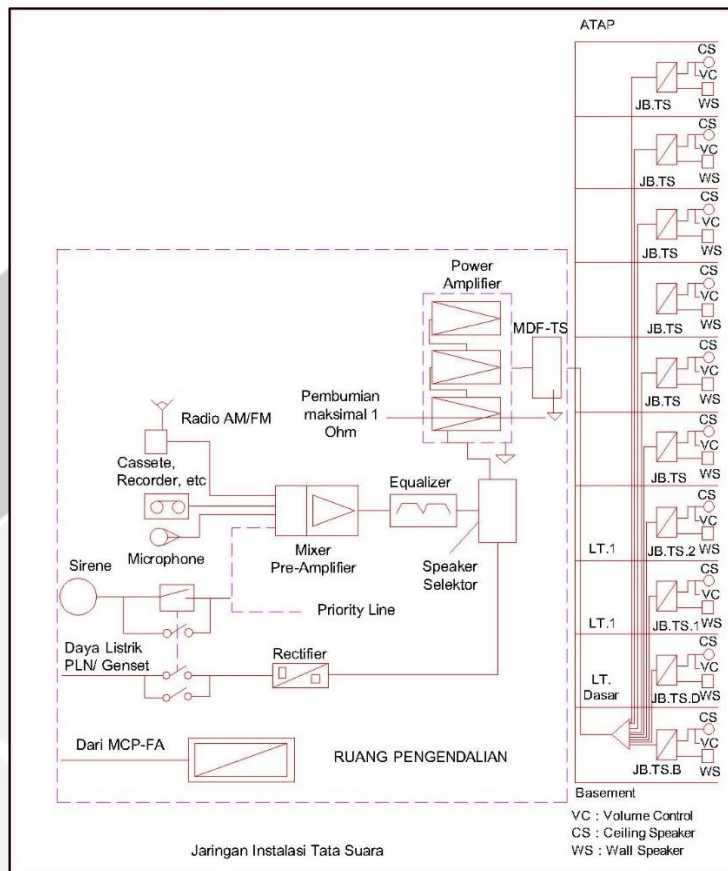 ATAP
CS
VC
JB.TS
WS
CS
VC
JB.TS
WS
CS
VC
JB.TS
WS
CS
VC
JB.TS
WS
CS
VC
JB.TS
WS
CS
VC
JB.TS
WS
CS
VC
LT.1
JB.TS.2
WS
CS
VC
LT.1
JB.TS.1
WS
CS
VC
LT.
Dasar
JB.TS.D
WS
CS
VC
JB.TS.B
WS
Basement
VC : Volume Control
CS : Ceiling Speaker
WS : Wall Speaker
Power
Amplifier
MDF-TS
Pembumian
maksimal 1
Ohm
Radio AM/FM
Cassete,
Recorder, etc
Microphone
Mixer
Pre-Amplifier
Equalizer
Speaker
Selektor
Sirene
Priority Line
Daya Listrik
PLN/ Genset
Rectifier
Dari MCP-FA
RUANG PENGENDALIAN
Jaringan Instalasi Tata Suara